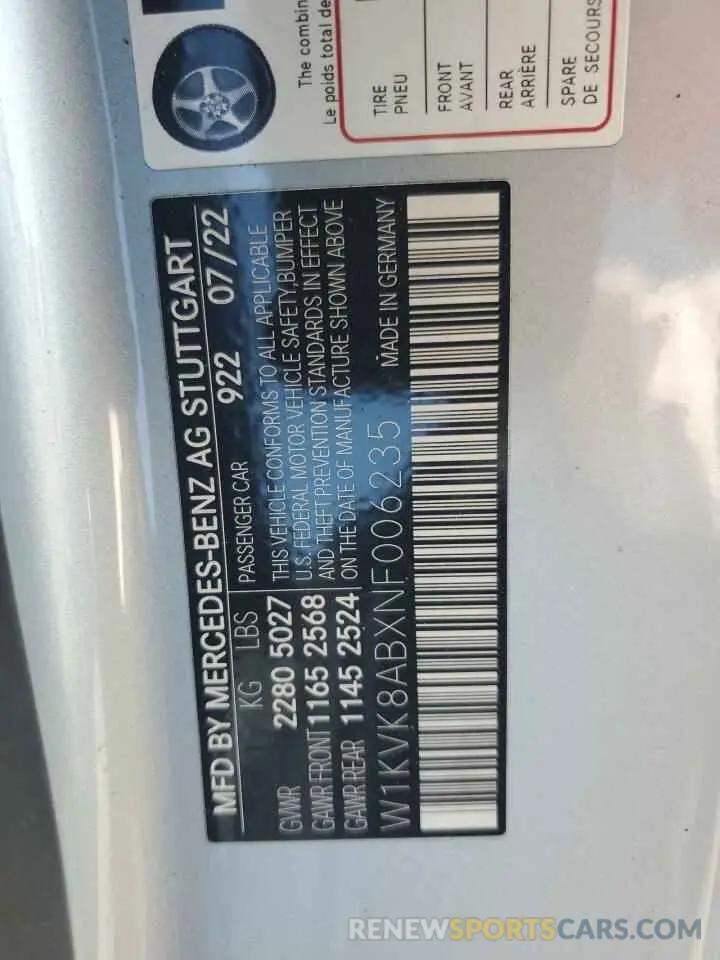 The combin
Le poids total de
TIRE
PNEU
FRONT
AVANT
REAR
ARRIÈRE
SPARE
DE SECOURS
MFD BY MERCEDES-BENZ AG STUTTGART
KG LBS PASSENGER CAR 922 07/22
GVWR 2280 5027
GAWR FRONT 1165 2568
GAWR REAR 1145 2524
THIS VEHICLE CONFORMS TO ALL APPLICABLE
U.S. FEDERAL MOTOR VEHICLE SAFETY, BUMPER
AND THEFT PREVENTION STANDARDS IN EFFECT
ON THE DATE OF MANUFACTURE SHOWN ABOVE
W1KVK8ABXNF006235 MADE IN GERMANY
RENEWSPORTSCARS.COM